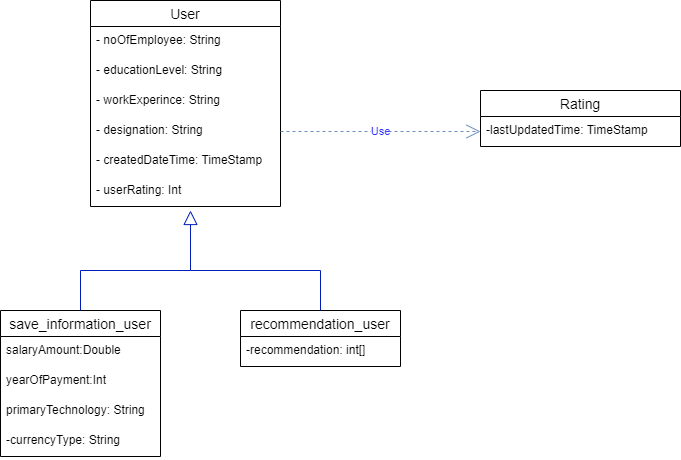 User
- noOfEmployee: String
- educationLevel: String
- workExperince: String
- designation: String
- createdDateTime: TimeStamp
- userRating: Int
Use
Rating
-lastUpdatedTime: TimeStamp
save_information_user
salaryAmount:Double
yearOfPayment:Int
primaryTechnology: String
-currencyType: String
recommendation_user
-recommendation: int[]